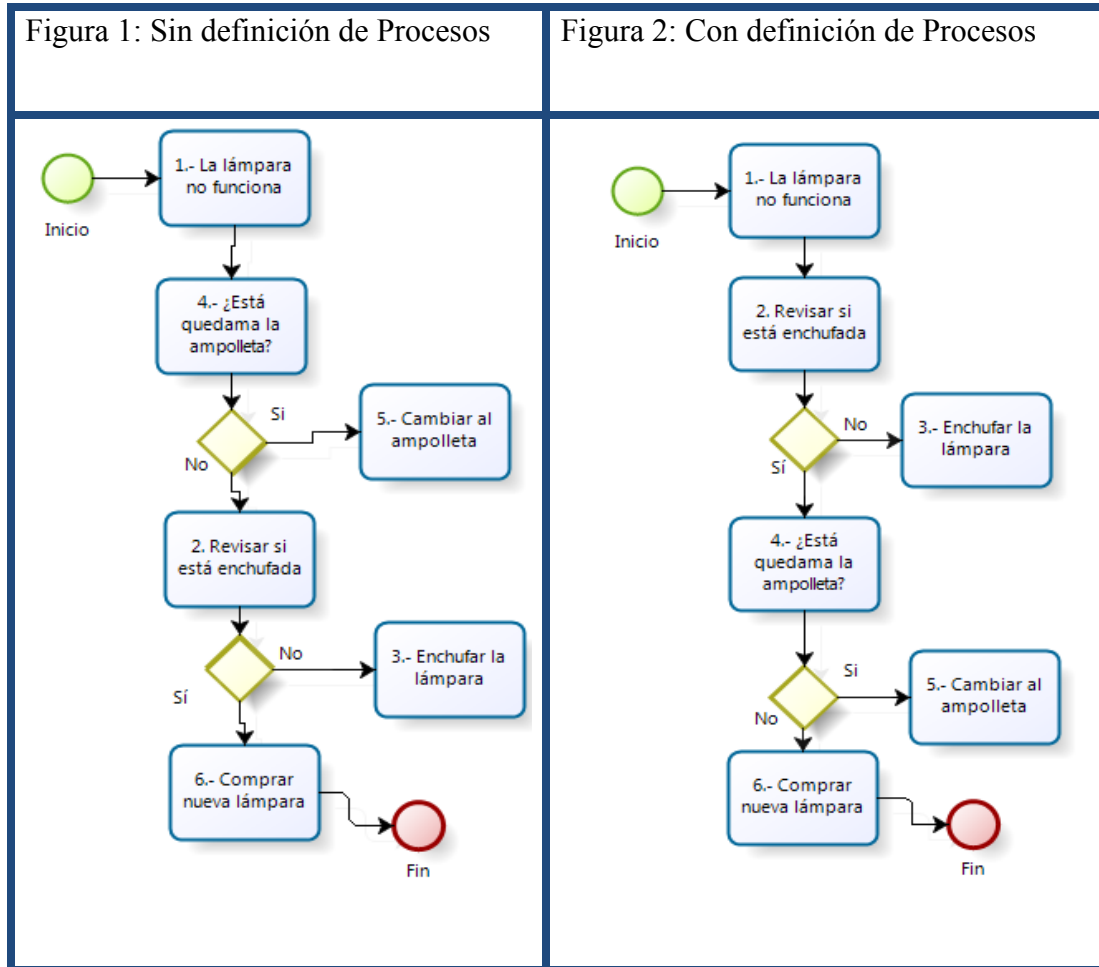 Figura 1: Sin definición de Procesos
Figura 2: Con definición de Procesos
1.- La lámpara
no funciona
Inicio
4.- ¿Está
quedama la
ampolleta?
Si
5.- Cambiar al
ampolleta
No
2. Revisar si
está enchufada
No
3.- Enchufar la
lámpara
Sí
6.- Comprar
nueva lámpara
Fin
1.- La lámpara
no funciona
Inicio
2. Revisar si
está enchufada
No
3.- Enchufar la
lámpara
Sí
4.- ¿Está
quedama la
ampolleta?
Si
5.- Cambiar al
ampolleta
No
6.- Comprar
nueva lámpara
Fin